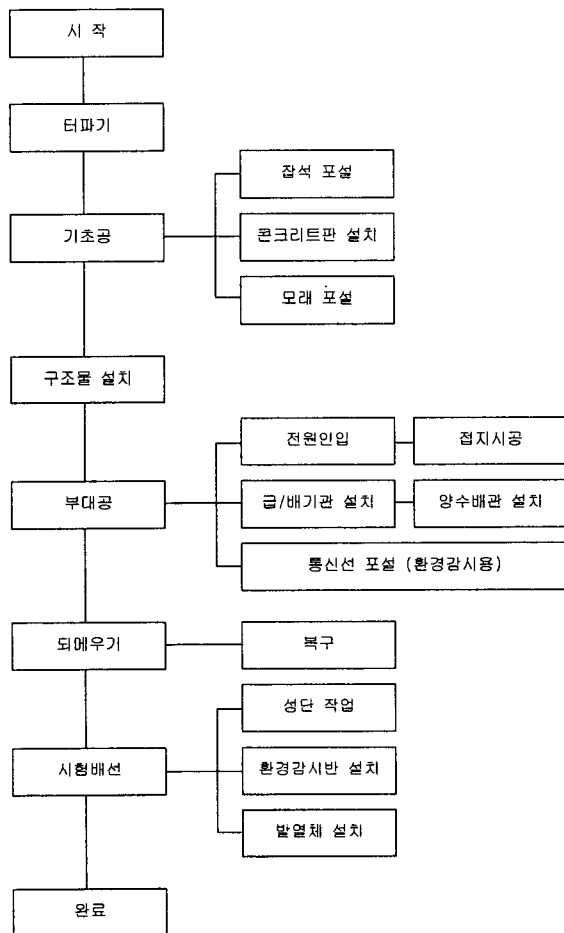 시 작
터파기
잡석 포설
기초공
콘크리트판 설치
모래 포설
구조물 설치
전원인입
접지시공
부대공
급/배기관 설치
양수배관 설치
통신선 포설 (환경감시용)
되메우기
복구
성단 작업
시험배선
환경감시반 설치
발열체 설치
완료